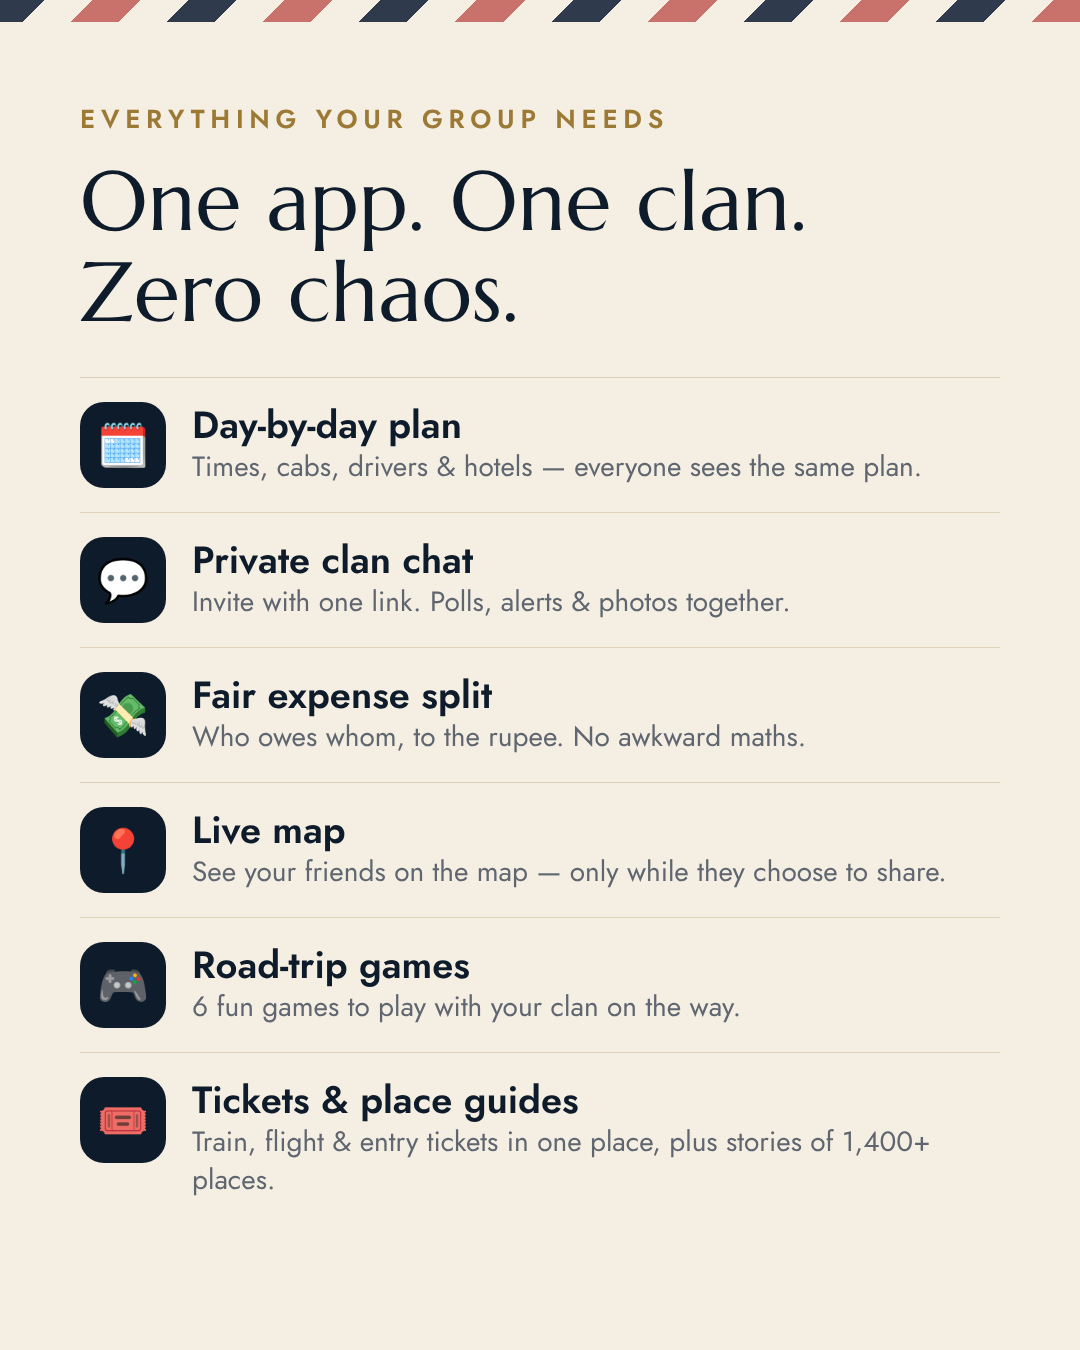 EVERYTHING YOUR GROUP NEEDS
One app. One clan.
Zero chaos.
Day-by-day plan
Times, cabs, drivers & hotels — everyone sees the same plan.
Private clan chat
Invite with one link. Polls, alerts & photos together.
Fair expense split
Who owes whom, to the rupee. No awkward maths.
Live map
See your friends on the map — only while they choose to share.
Road-trip games
6 fun games to play with your clan on the way.
Tickets & place guides
Train, flight & entry tickets in one place, plus stories of 1,400+
places.